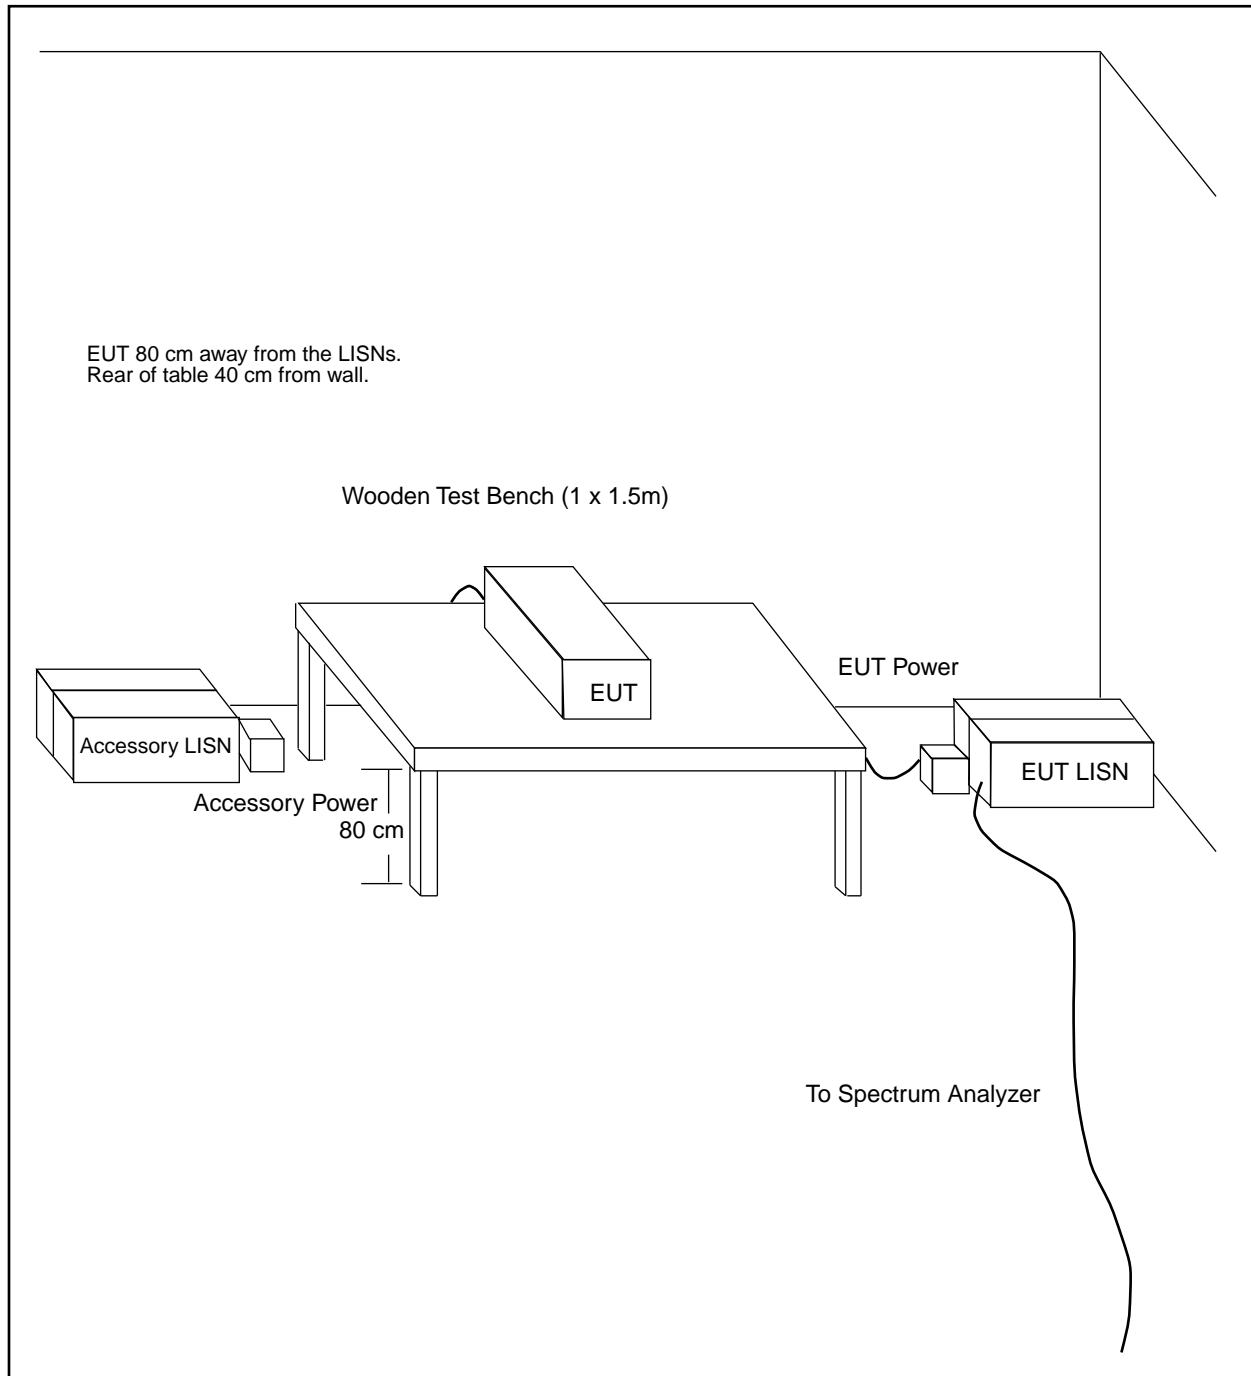 EUT 80 cm away from the LISNs.
Rear of table 40 cm from wall.
Wooden Test Bench (1 x 1.5m)
EUT Power
EUT
Accessory LISN
EUT LISN
Accessory Power
80 cm
To Spectrum Analyzer